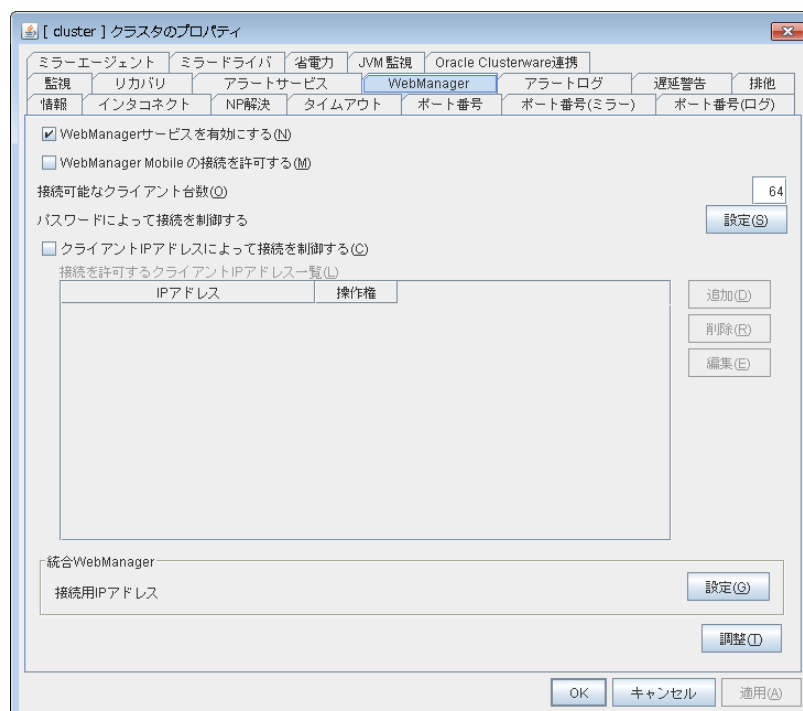 [ cluster ] クラスタのプロパティ
ミラーエージェント ミラードライバ 省電力 JVM 監視 Oracle Clusterware連携
監視 リカバリ アラートサービス WebManager アラートログ 遅延警告 排他
情報 インタコネクト NP解決 タイムアウト ポート番号 ポート番号(ミラー) ポート番号(ログ)
WebManagerサービスを有効にする(N)
WebManager Mobile の接続を許可する(M)
接続可能なクライアント台数(O) 64
パスワードによって接続を制御する 設定(S)
クライアントIPアドレスによって接続を制御する(C)
接続を許可するクライアントIPアドレス一覧(L)
IPアドレス 操作権
追加(D)
削除(R)
編集(E)
統合WebManager
接続用IPアドレス 設定(G)
調整(T)
OK キャンセル 適用(A)